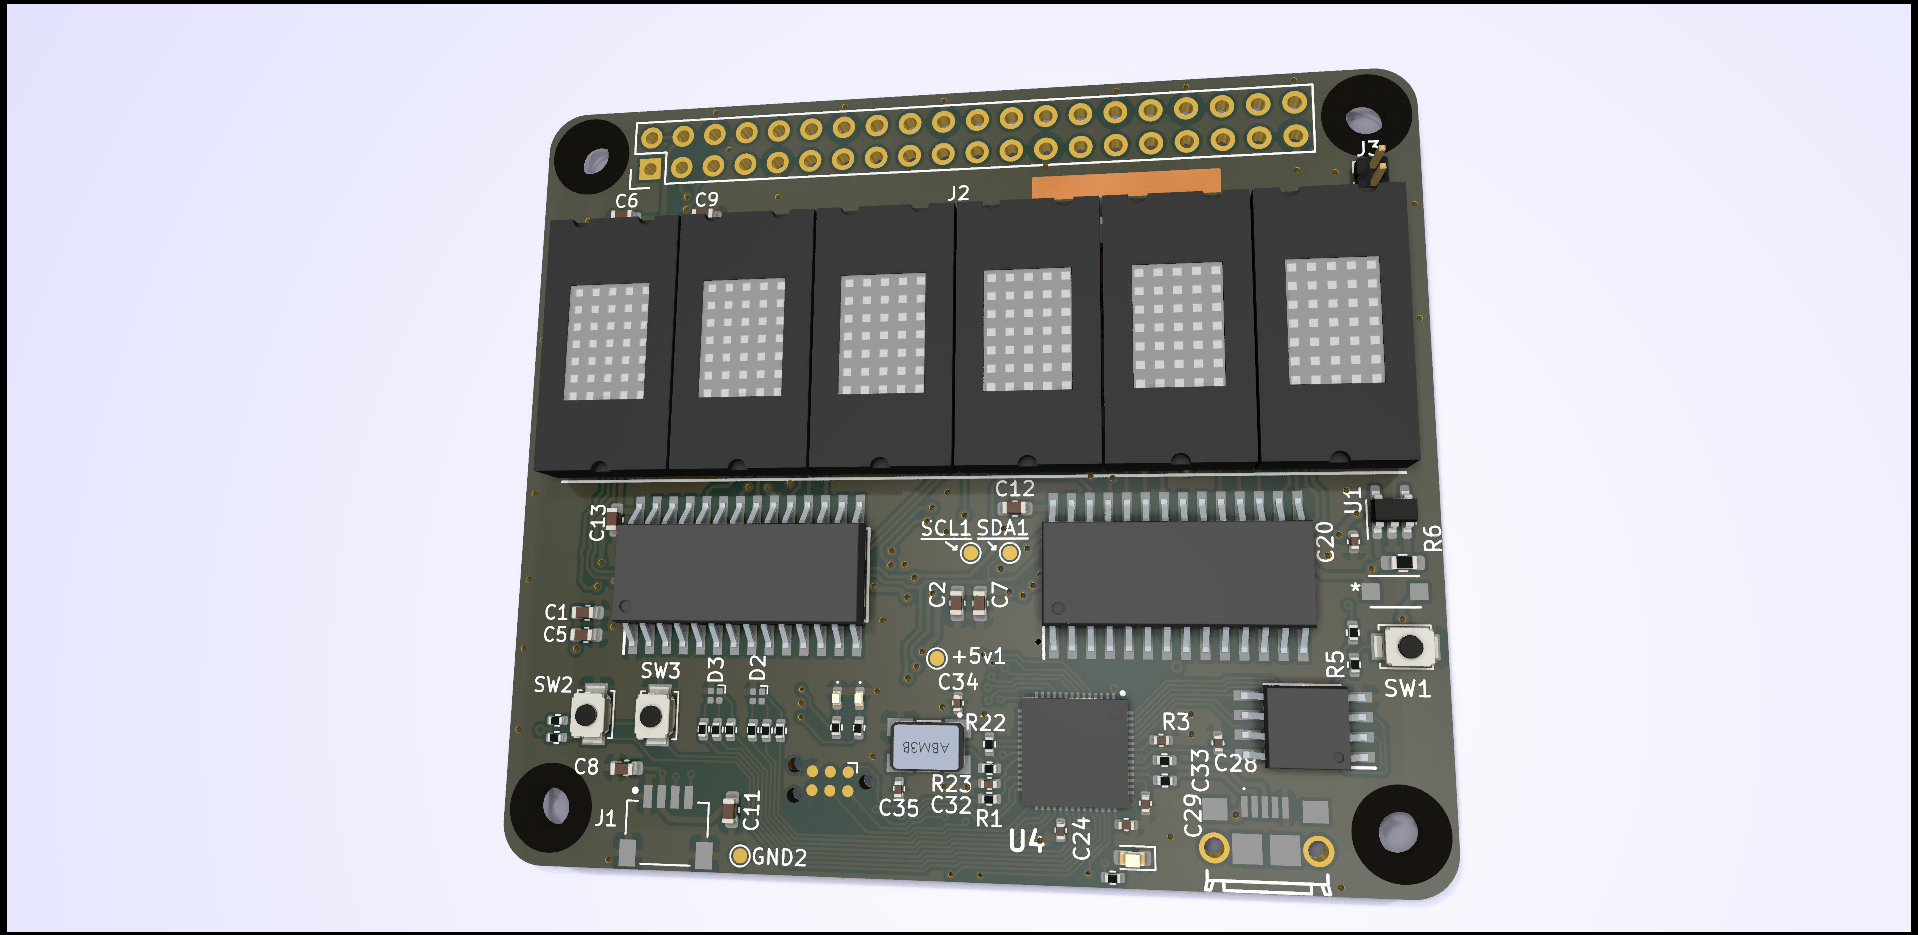 J3
C6
C9
J2
C12
U1
C13
SCL1
SDA1
C20
R6
C2
C7
*
C1
C5
+5v1
R5
SW3
D3
D2
SW2
C34
SW1
R22
R3
ABM3B
C8
C33
C28
R23
C35
C32
J1
C11
R1
C29
U4
C24
GND2